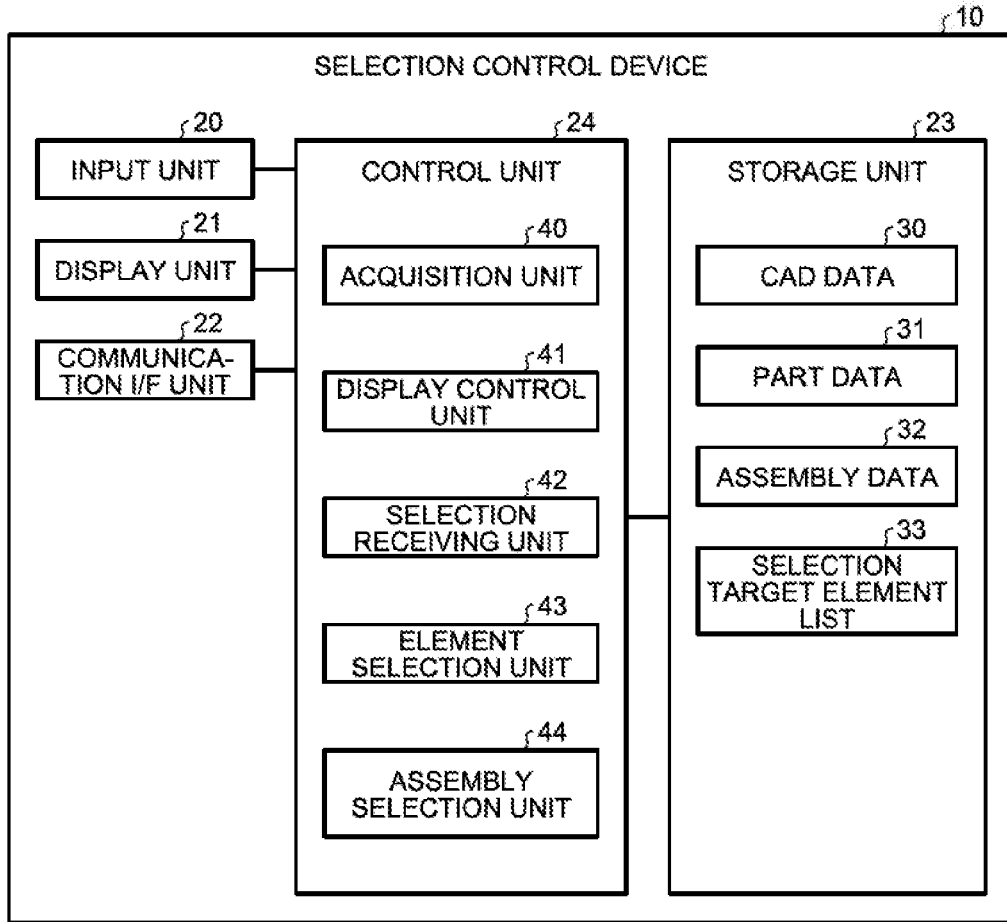 10
SELECTION CONTROL DEVICE
20
INPUT UNIT
21
DISPLAY UNIT
22
COMMUNICA-
TION I/F UNIT
24
CONTROL UNIT
40
ACQUISITION UNIT
41
DISPLAY CONTROL
UNIT
42
SELECTION
RECEIVING UNIT
43
ELEMENT
SELECTION UNIT
44
ASSEMBLY
SELECTION UNIT
23
STORAGE UNIT
30
CAD DATA
31
PART DATA
32
ASSEMBLY DATA
33
SELECTION
TARGET ELEMENT
LIST